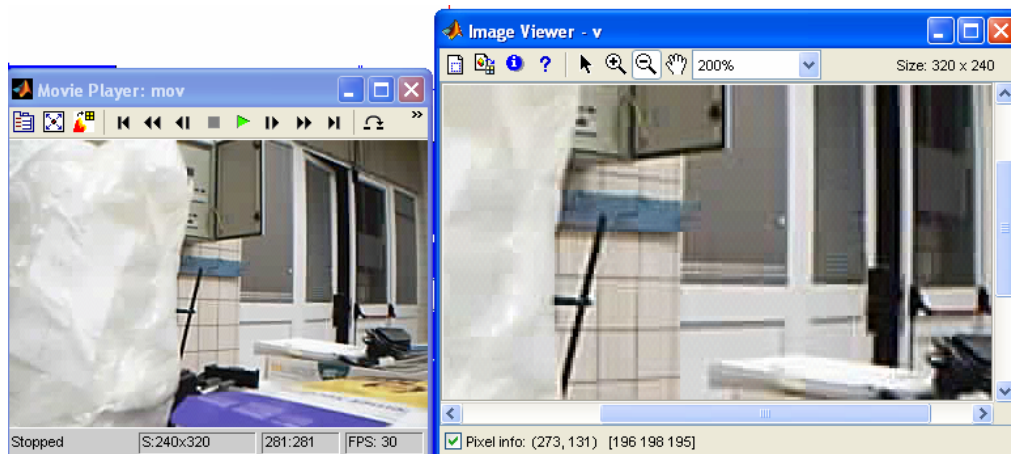 Movie Player: mov
»
Stopped
S:240x320
281:281
FPS: 30
Image Viewer - v
?
200%
Size: 320 x 240
Pixel info: (273, 131) [196 198 195]